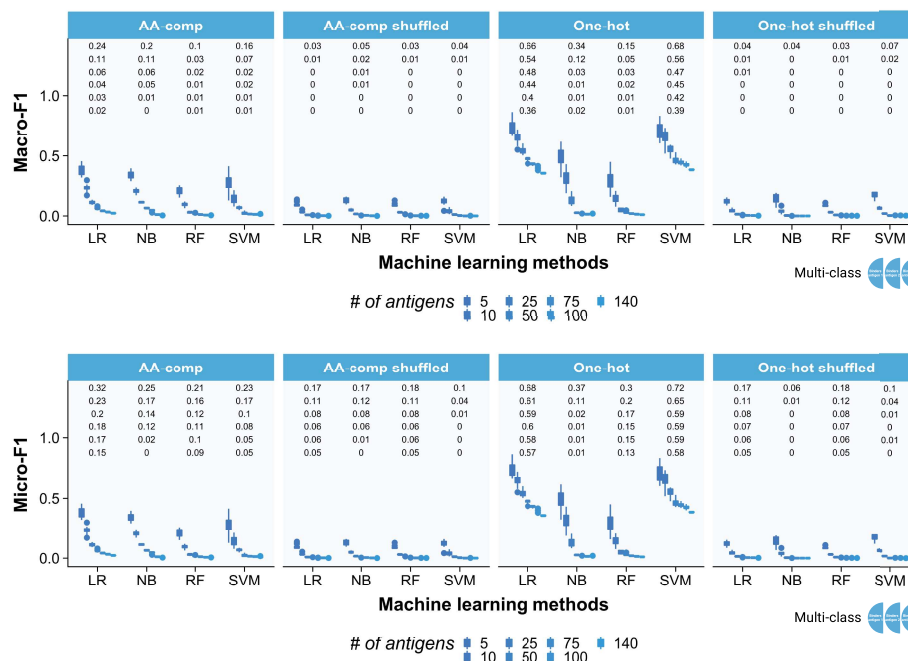 AA-comp AA-comp shuffled One-hot One-hot shuffled
0.24 0.2 0.1 0.16 0.03 0.05 0.03 0.04 0.66 0.34 0.15 0.68 0.04 0.04 0.03 0.07
0.11 0.11 0.03 0.07 0.01 0.02 0.01 0.01 0.54 0.12 0.05 0.56 0.01 0 0.01 0.02
0.06 0.06 0.02 0.02 0 0.01 0 0 0.48 0.03 0.03 0.47 0.01 0 0 0
0.04 0.05 0.01 0.02 0 0.01 0 0 0.44 0.01 0.02 0.45 0 0 0 0
0.03 0.01 0.01 0.01 0 0 0 0 0.4 0.01 0.01 0.42 0 0 0 0
0.02 0 0.01 0.01 0 0 0 0 0.36 0.02 0.01 0.39 0 0 0 0
Macro-F1
1.0
0.5
0.0
LR NB RF SVM LR NB RF SVM LR NB RF SVM LR NB RF SVM
Machine learning methods
Multi-class
# of antigens 5 25 75 140
10 50 100
AA-comp AA-comp shuffled One-hot One-hot shuffled
0.32 0.25 0.21 0.23 0.17 0.17 0.18 0.1 0.68 0.37 0.3 0.72 0.17 0.06 0.18 0.1
0.23 0.17 0.16 0.17 0.11 0.12 0.11 0.04 0.61 0.11 0.2 0.65 0.11 0.01 0.12 0.04
0.2 0.14 0.12 0.1 0.08 0.08 0.08 0.01 0.59 0.02 0.17 0.59 0.08 0 0.08 0.01
0.18 0.12 0.11 0.08 0.06 0.06 0.06 0 0.6 0.01 0.15 0.59 0.07 0 0.07 0
0.17 0.02 0.1 0.05 0.06 0.01 0.06 0 0.58 0.01 0.15 0.59 0.06 0 0.06 0.01
0.15 0 0.09 0.05 0.05 0 0.05 0 0.57 0.01 0.13 0.58 0.05 0 0.05 0
Micro-F1
1.0
0.5
0.0
LR NB RF SVM LR NB RF SVM LR NB RF SVM LR NB RF SVM
Machine learning methods
Multi-class
# of antigens 5 25 75 140
10 50 100